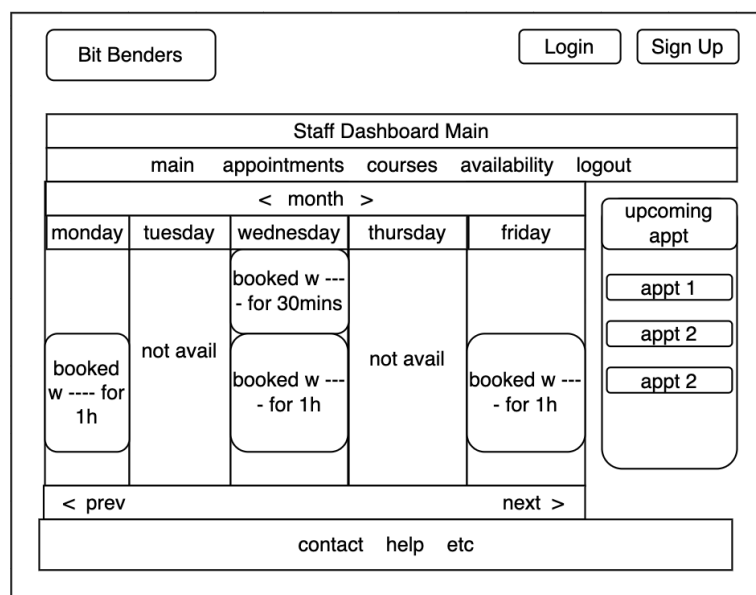 Bit Benders
Login
Sign Up
Staff Dashboard Main
main appointments courses availability logout
< month >
monday tuesday wednesday thursday friday
booked
w ---- for
1h
not avail
booked w ---
- for 30mins
booked w ---
- for 1h
not avail
booked w ---
- for 1h
upcoming
appt
appt 1
appt 2
appt 2
< prev
next >
contact help etc